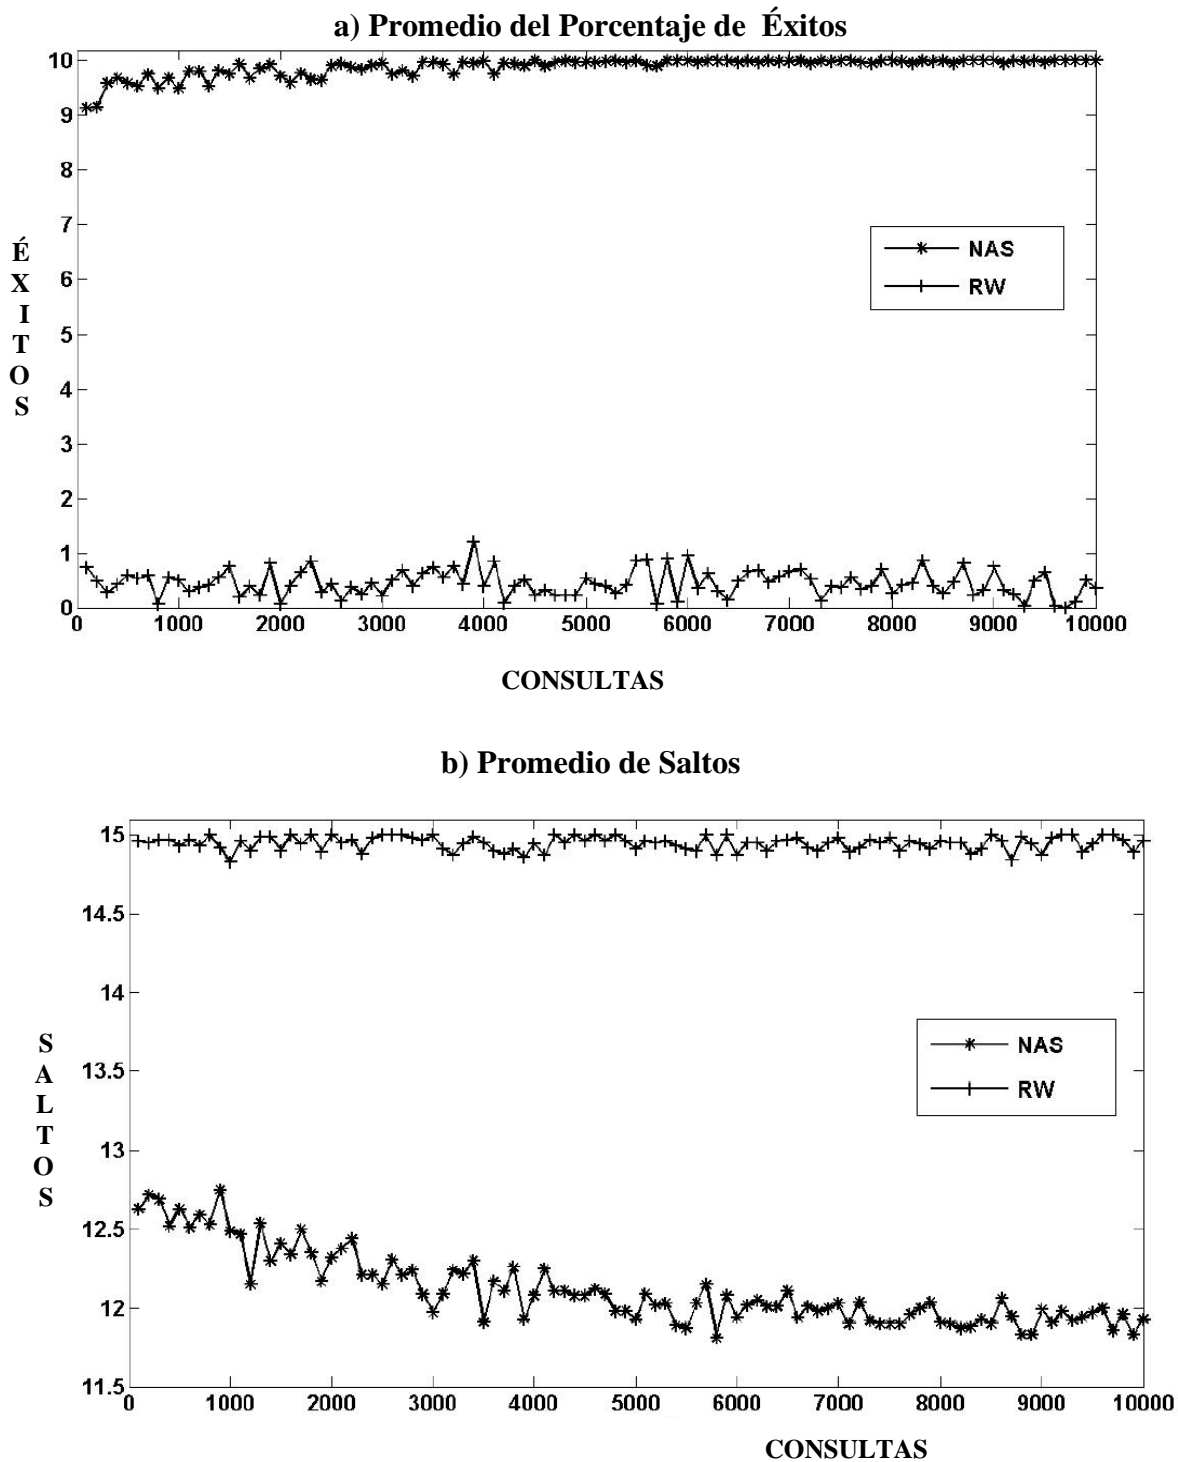 a) Promedio del Porcentaje de Éxitos
10
9
8
7
6
5
4
3
2
1
0
ÉXITOS
NAS
RW
0 1000 2000 3000 4000 5000 6000 7000 8000 9000 10000
CONSULTAS
b) Promedio de Saltos
15
14.5
14
13.5
13
12.5
12
11.5
SALTOS
NAS
RW
0 1000 2000 3000 4000 5000 6000 7000 8000 9000 10000
CONSULTAS